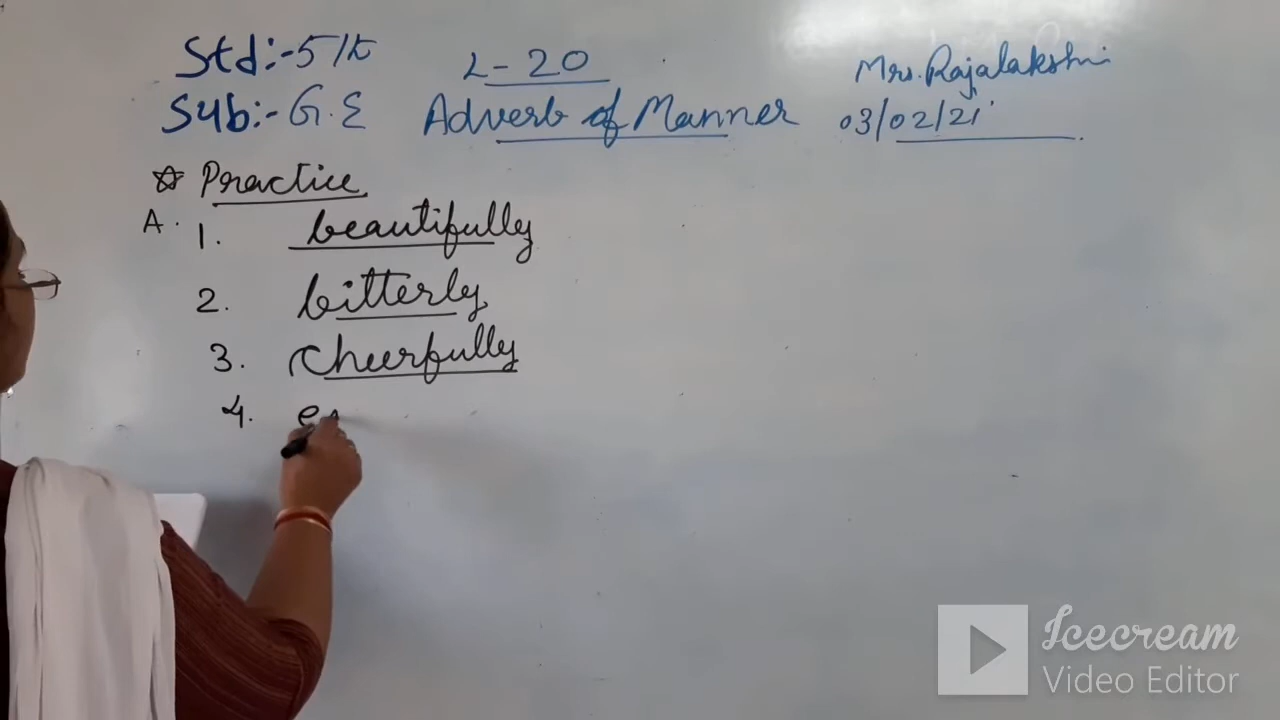 Std:-5th L-20 Mrs. Rajalakshmi
Sub:- G.E Adverb of Manner 03/02/21
☆ Practice
A. 1. beautifully
2. bitterly
3. Cheerfully
4.
Icecream
Video Editor